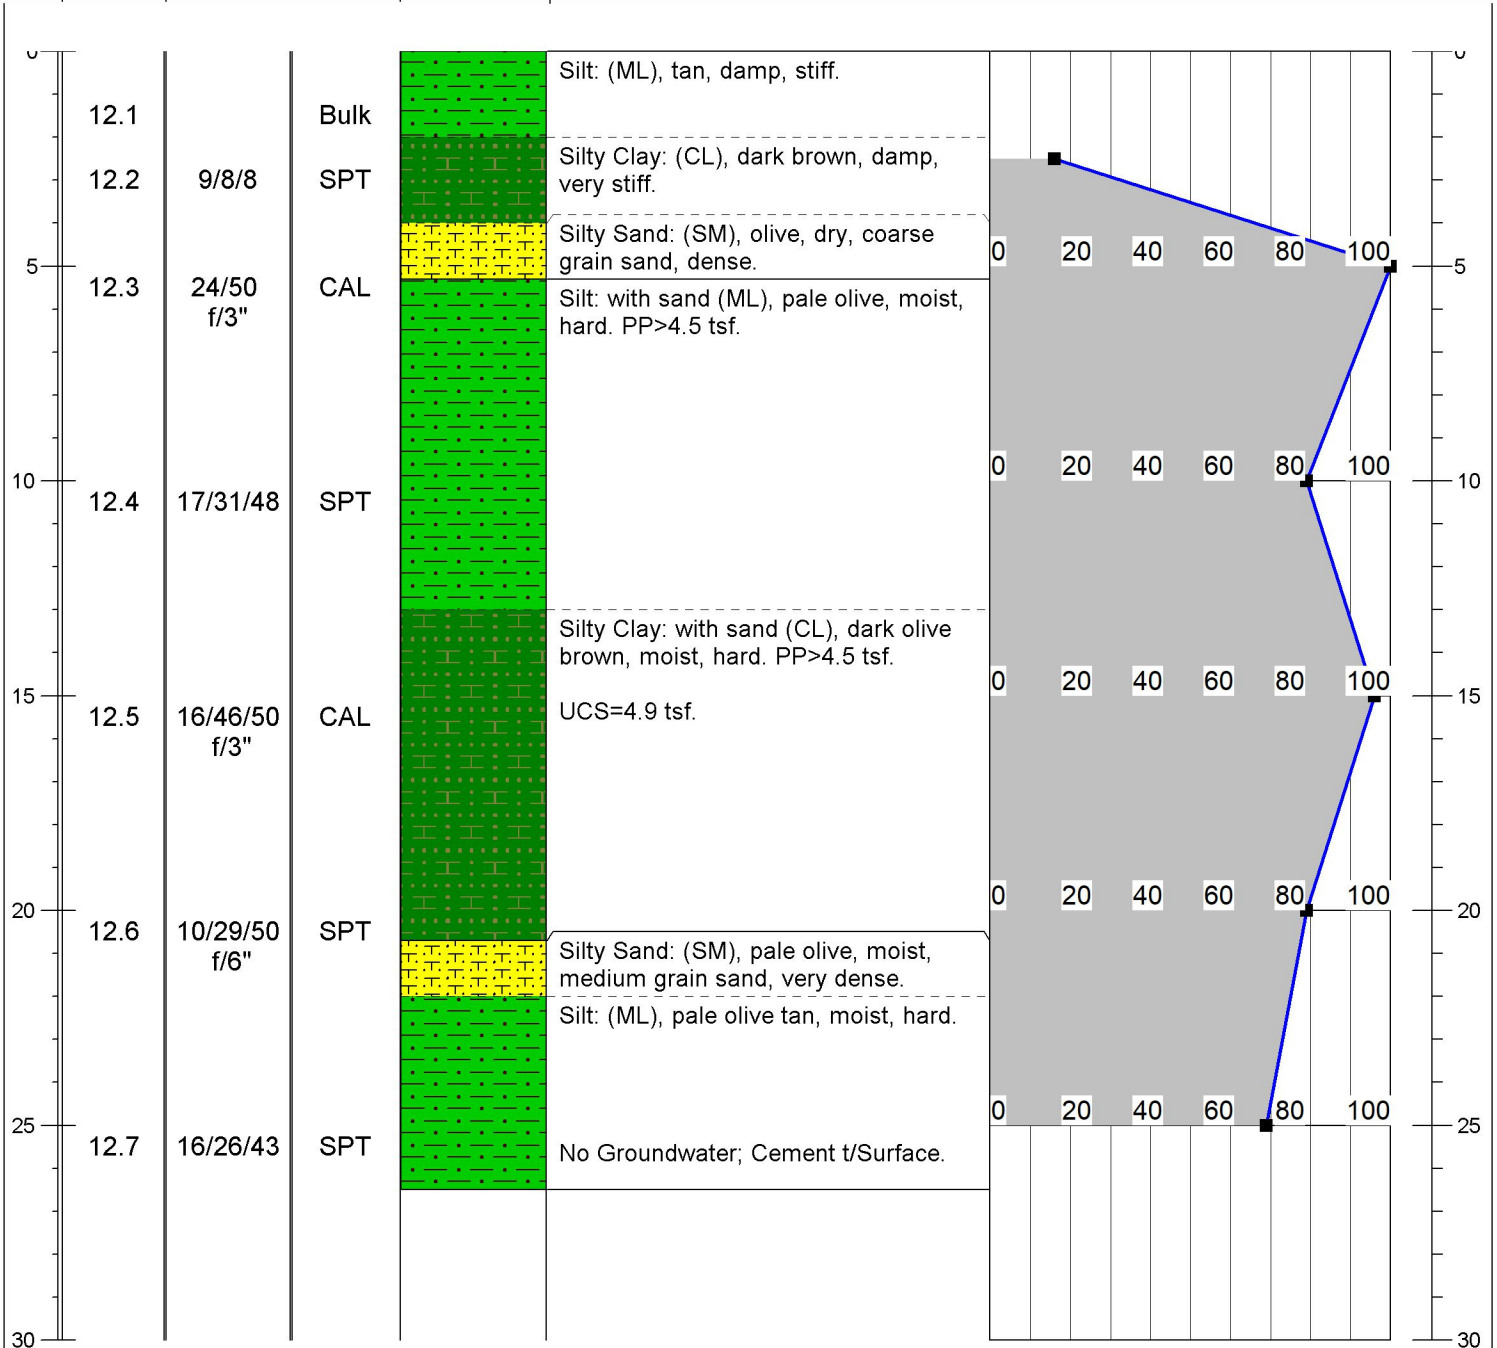 0 Silt: (ML), tan, damp, stiff. 0
12.1 Bulk
Silty Clay: (CL), dark brown, damp,
12.2 9/8/8 SPT very stiff.
Silty Sand: (SM), olive, dry, coarse
0 20 40 60 80 100
grain sand, dense.
5 5
12.3 24/50 CAL Silt: with sand (ML), pale olive, moist,
f/3" hard. PP>4.5 tsf.
0 20 40 60 80 100
10 10
12.4 17/31/48 SPT
Silty Clay: with sand (CL), dark olive
brown, moist, hard. PP>4.5 tsf.
0 20 40 60 80 100
15 15
12.5 16/46/50 CAL UCS=4.9 tsf.
f/3"
0 20 40 60 80 100
20 20
12.6 10/29/50 SPT
f/6" Silty Sand: (SM), pale olive, moist,
medium grain sand, very dense.
Silt: (ML), pale olive tan, moist, hard.
0 20 40 60 80 100
25 25
12.7 16/26/43 SPT No Groundwater; Cement t/Surface.
30 30